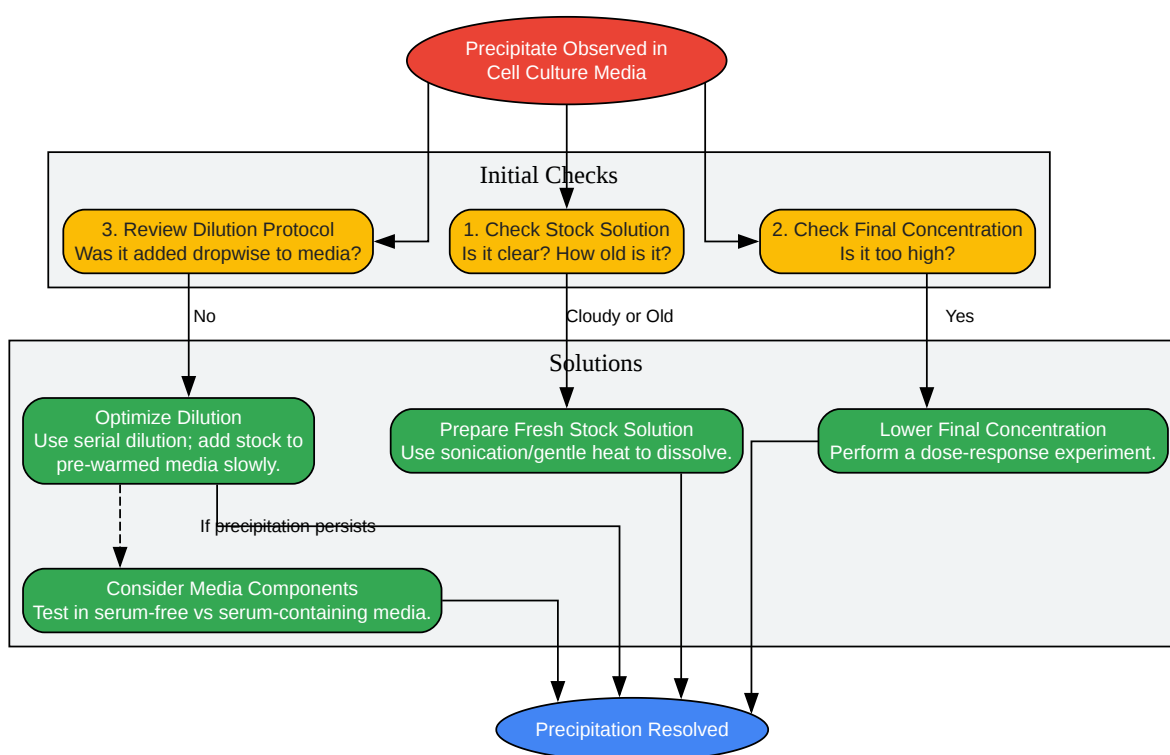 Precipitate Observed in
Cell Culture Media
Initial Checks
3. Review Dilution Protocol
Was it added dropwise to media?
1. Check Stock Solution
Is it clear? How old is it?
2. Check Final Concentration
Is it too high?
No
Cloudy or Old
Yes
Solutions
Optimize Dilution
Use serial dilution; add stock to
pre-warmed media slowly.
Prepare Fresh Stock Solution
Use sonication/gentle heat to dissolve.
Lower Final Concentration
Perform a dose-response experiment.
If precipitation persists
Consider Media Components
Test in serum-free vs serum-containing media.
Precipitation Resolved